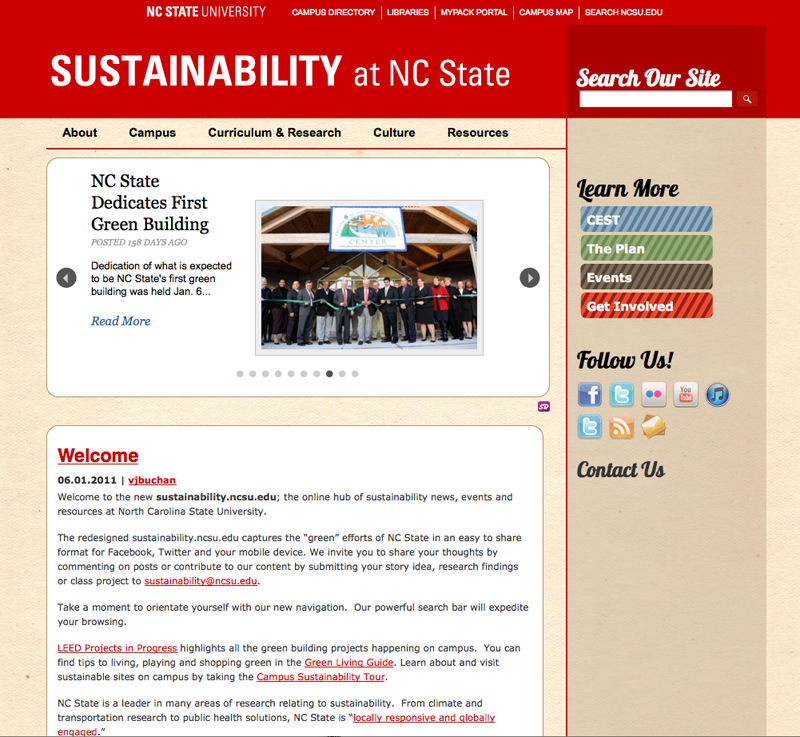 NC STATE UNIVERSITY
CAMPUS DIRECTORY | LIBRARIES | MYPACK PORTAL | CAMPUS MAP | SEARCH NCSU.EDU
SUSTAINABILITY at NC State
Search Our Site
About Campus Curriculum & Research Culture Resources
NC State
Dedicates First
Green Building
POSTED 158 DAYS AGO
Dedication of what is expected
to be NC State's first green
building was held Jan. 6...
Read More
CENTER
Learn More
CEST
The Plan
Events
Get Involved
Follow Us!
You
Tube
Contact Us
SD
Welcome
06.01.2011 | vjbuchan
Welcome to the new sustainability.ncsu.edu; the online hub of sustainability news, events and
resources at North Carolina State University.
The redesigned sustainability.ncsu.edu captures the “green” efforts of NC State in an easy to share
format for Facebook, Twitter and your mobile device. We invite you to share your thoughts by
commenting on posts or contribute to our content by submitting your story idea, research findings
or class project to sustainability@ncsu.edu.
Take a moment to orientate yourself with our new navigation. Our powerful search bar will expedite
your browsing.
LEED Projects in Progress highlights all the green building projects happening on campus. You can
find tips to living, playing and shopping green in the Green Living Guide. Learn about and visit
sustainable sites on campus by taking the Campus Sustainability Tour.
NC State is a leader in many areas of research relating to sustainability. From climate and
transportation research to public health solutions, NC State is “locally responsive and globally
engaged.”